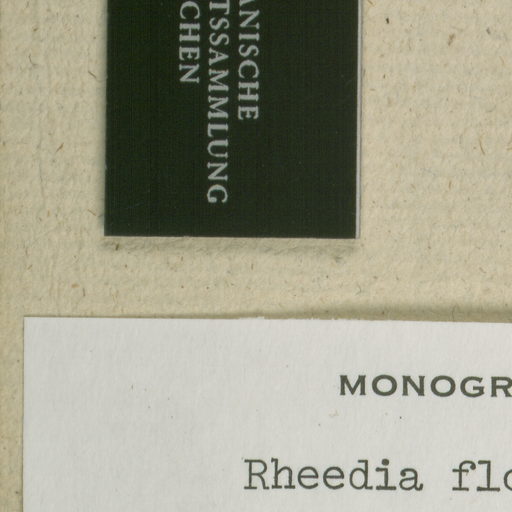 ANISCHE
TSSAMMLUNG
CHEN
MONOGR
Rheedia flo